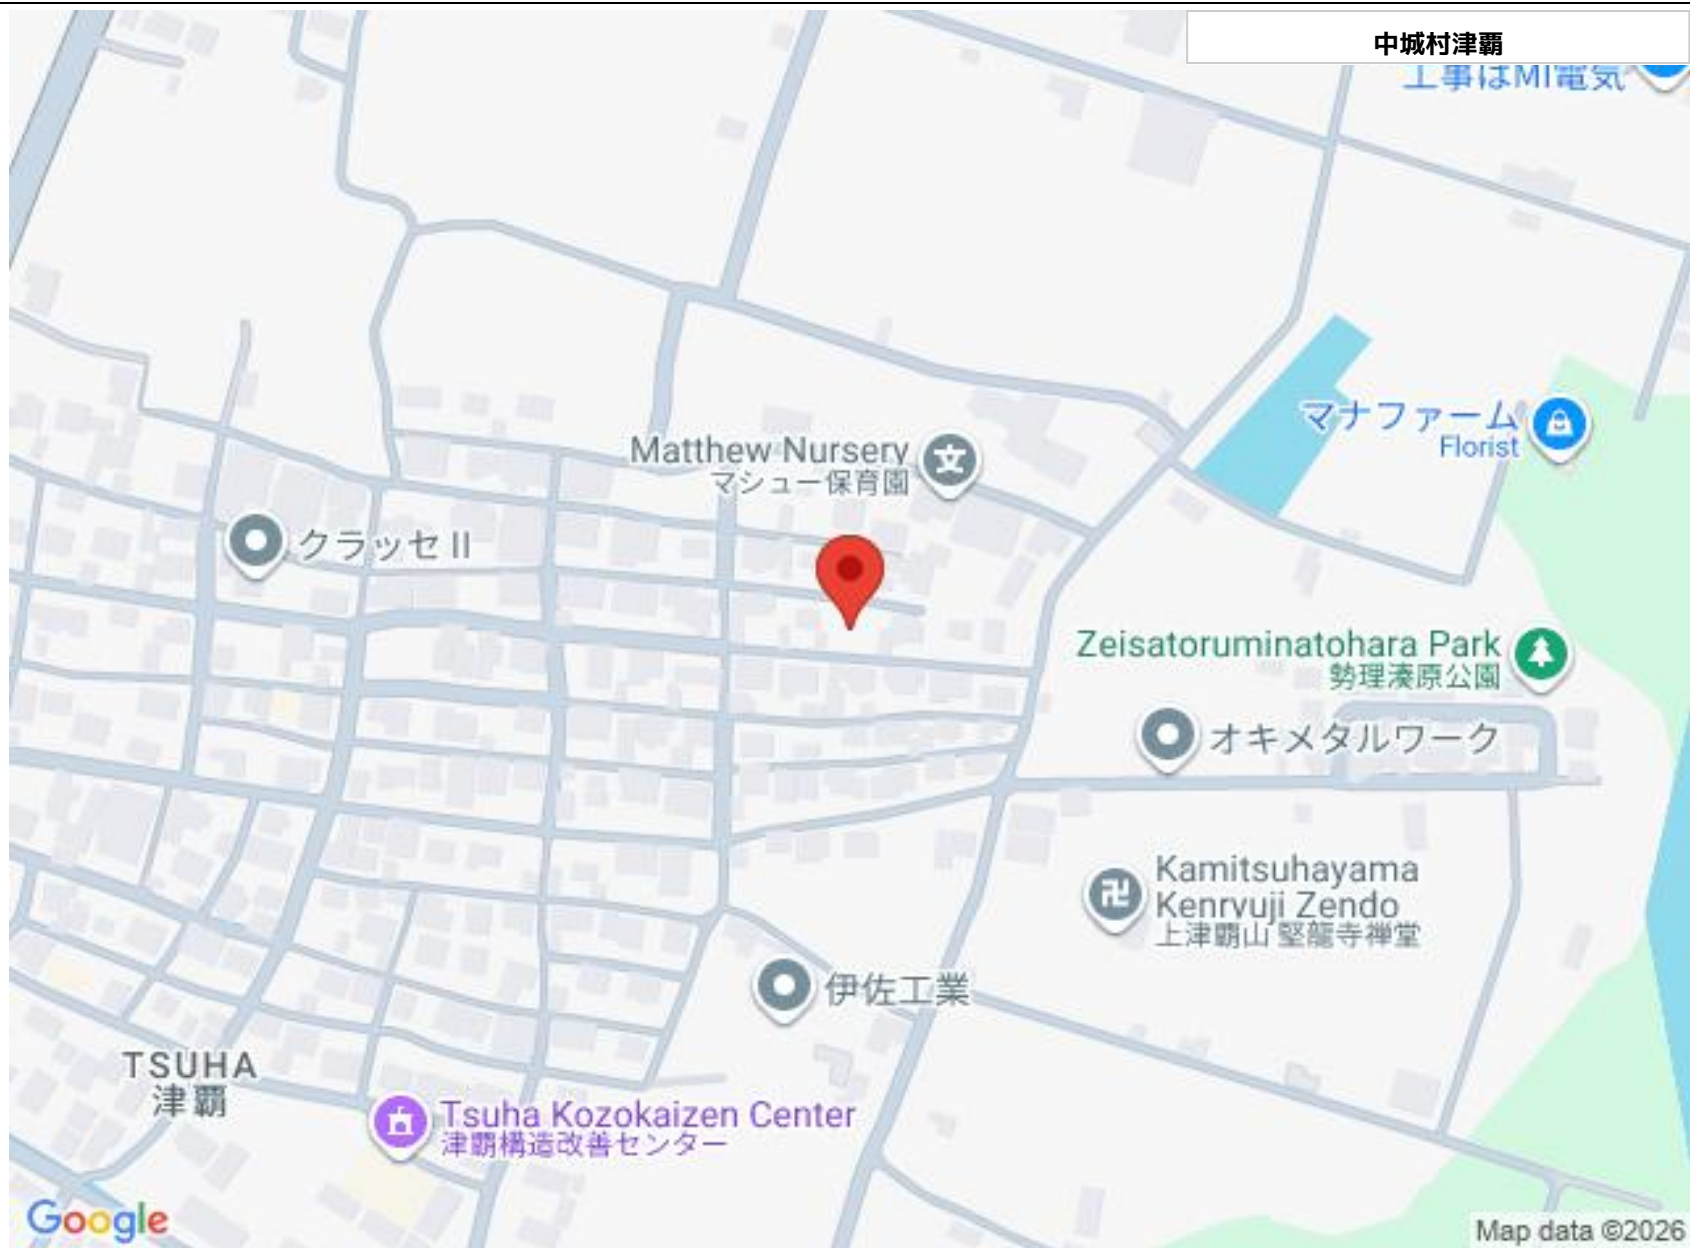 中城村津覇
工事はMI電気
マナファーム
Florist
Matthew Nursery
マシュー保育園
文
クラッセⅡ
Zeisatoruminatohara Park
勢理湊原公園
オキメタルワーク
Kamitsuhayama
Kenryuji Zendo
上津覇山 堅龍寺禅堂
卍
伊佐工業
TSUHA
津覇
Tsuha Kozokaizen Center
津覇構造改善センター
Google
Map data ©2026